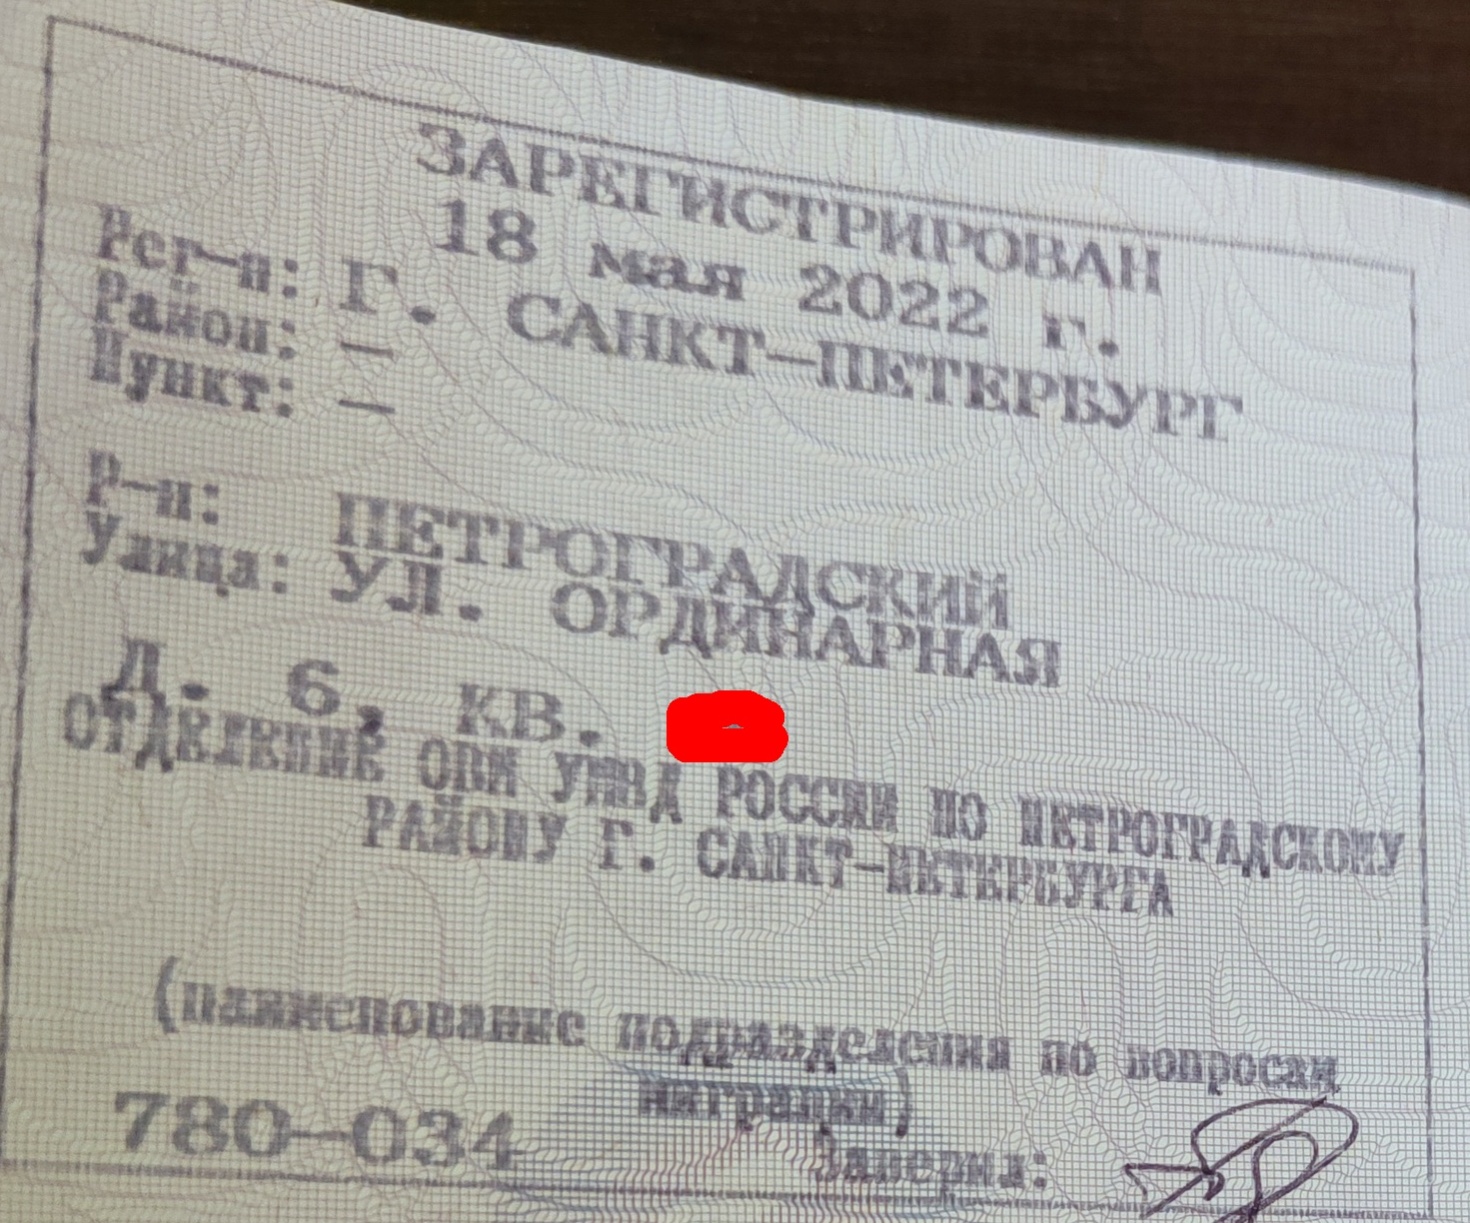 ЗАРЕГИСТРИРОВАН
18 мая 2022 г.
Рег-н: Г. САНКТ-ПЕТЕРБУРГ
Район: —
Пункт: —
Р-н: ПЕТРОГРАДСКИЙ
Улица: УЛ. ОРДИНАРНАЯ
Д. 6, КВ.
ОТДЕЛЕНИЕ ОВМ УМВД РОССИИ ПО ПЕТРОГРАДСКОМУ
РАЙОНУ Г. САНКТ-ПЕТЕРБУРГА
(наименование подразделения по вопросам
миграции)
780-034
Заверил: